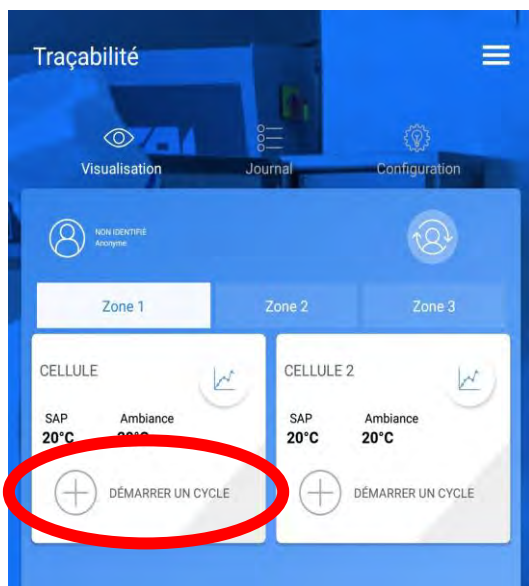 Traçabilité
Visualisation Journal Configuration
NON IDENTIFIÉ
Anonyme
Zone 1 Zone 2 Zone 3
CELLULE CELLULE 2
SAP Ambiance SAP Ambiance
20°C 20°C 20°C 20°C
DÉMARRER UN CYCLE DÉMARRER UN CYCLE